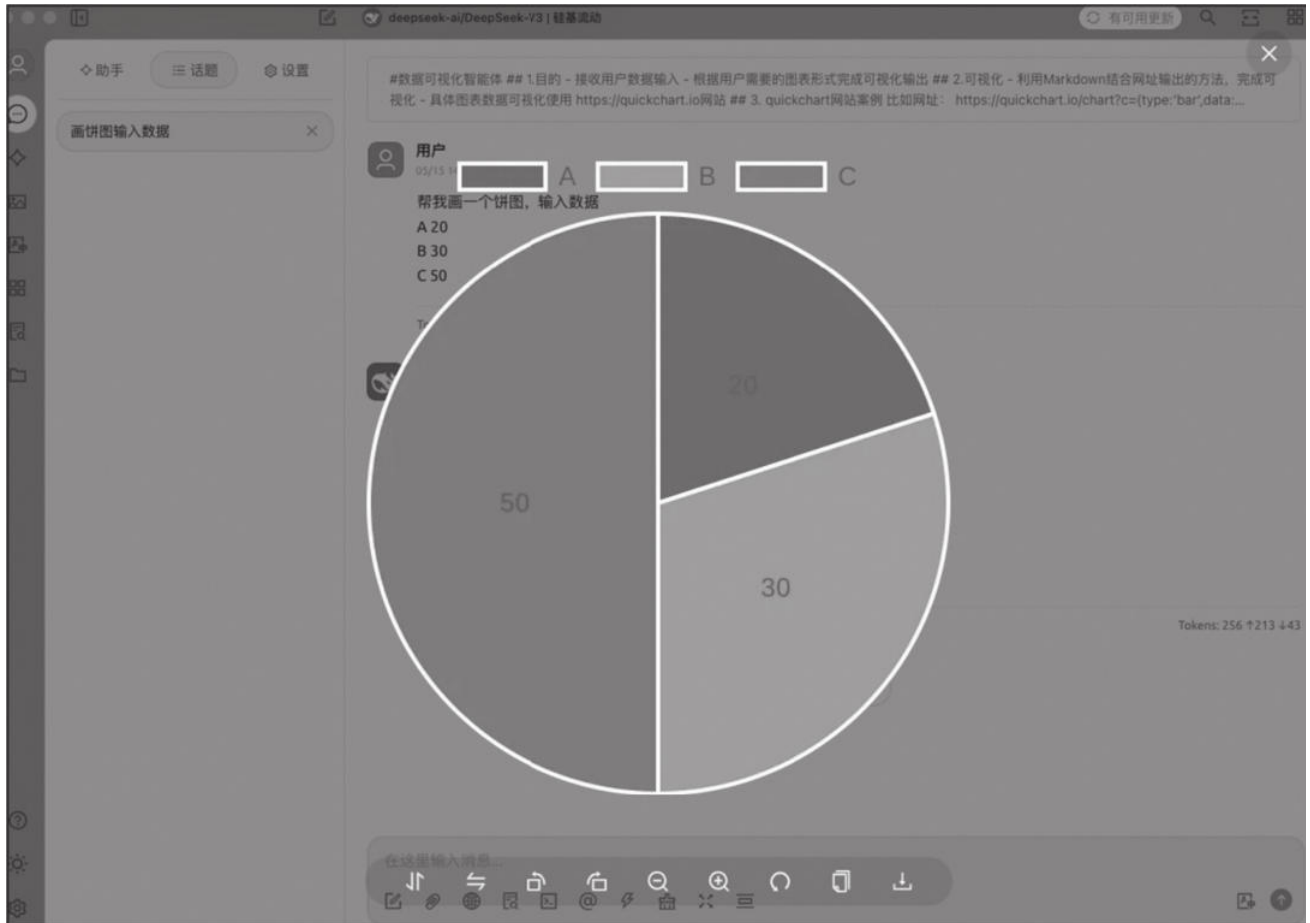 deepseek-ai/DeepSeek-V3 | 硅基流动
有可用更新
助手 话题 设置
画饼图输入数据
#数据可视化智能体 ## 1.目的 - 接收用户数据输入 - 根据用户需要的图表形式完成可视化输出 ## 2.可视化 - 利用Markdown结合网址输出的方法，完成可
视化 - 具体图表数据可视化使用 https://quickchart.io网站 ## 3. quickchart网站案例 比如网址： https://quickchart.io/chart?c={type:'bar',data:...
用户
05/15
A B C
帮我画一个饼图，输入数据
A 20
B 30
C 50
20
50
30
Tokens: 256 ↑213 ↓43
在这里输入消息...